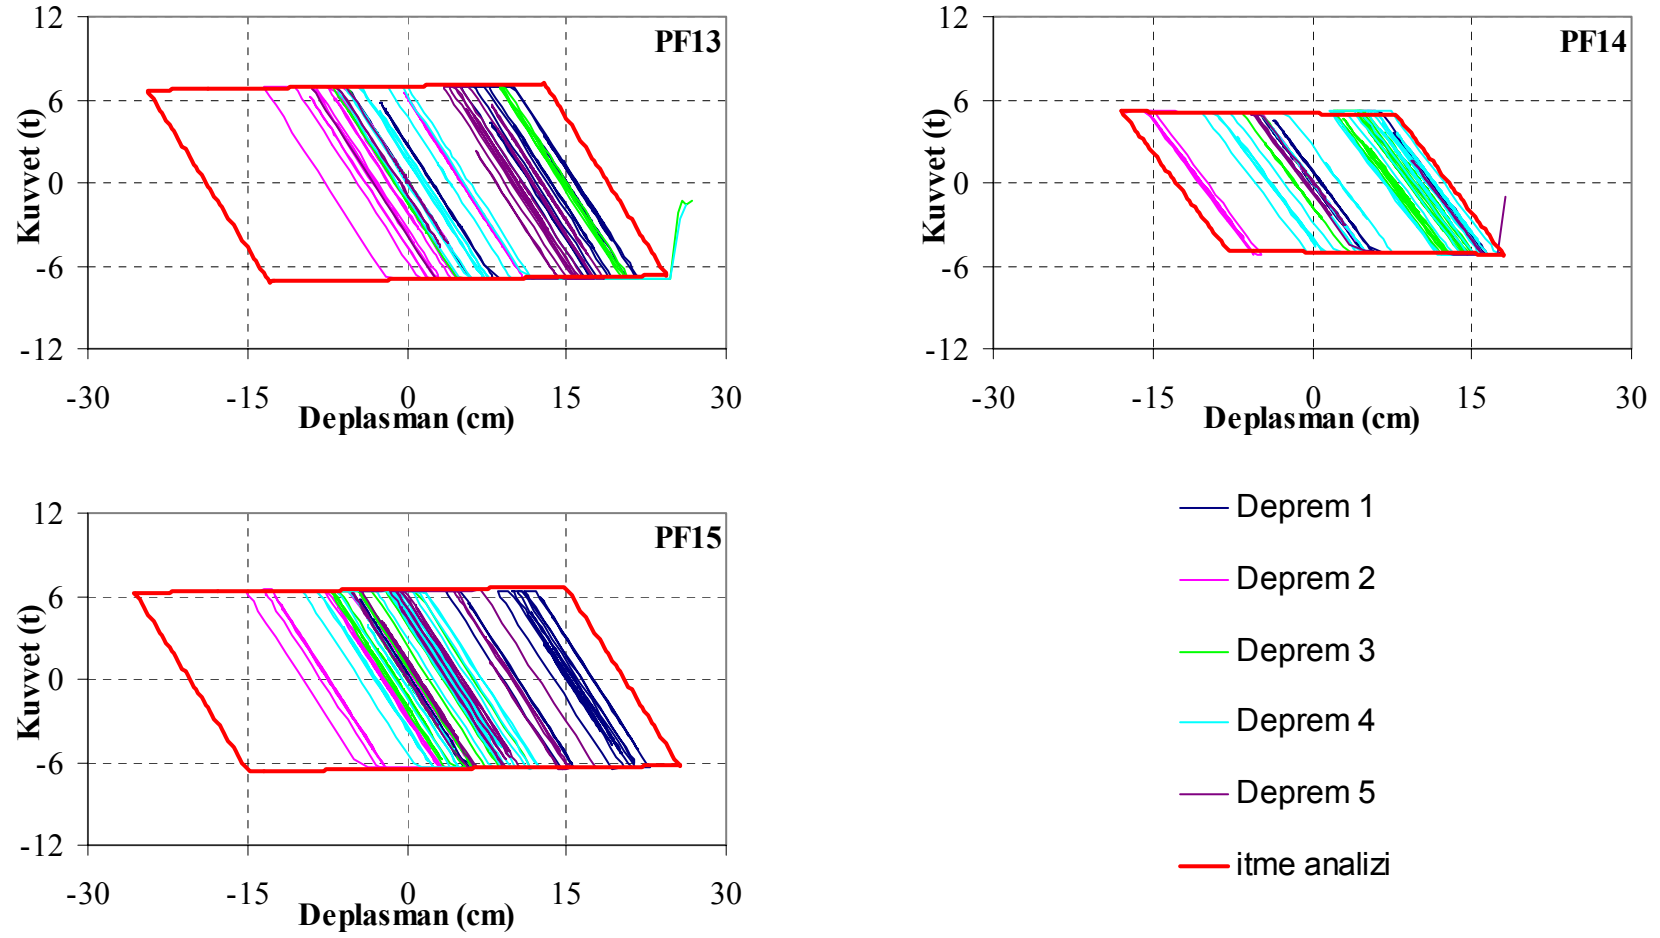 12
PF13
6
0
-6
-12
Kuvvet (t)
-30 -15 0 15 30
Deplasman (cm)
12
PF14
6
0
-6
-12
Kuvvet (t)
-30 -15 0 15 30
Deplasman (cm)
12
PF15
6
0
-6
-12
Kuvvet (t)
-30 -15 0 15 30
Deplasman (cm)
Deprem 1
Deprem 2
Deprem 3
Deprem 4
Deprem 5
itme analizi